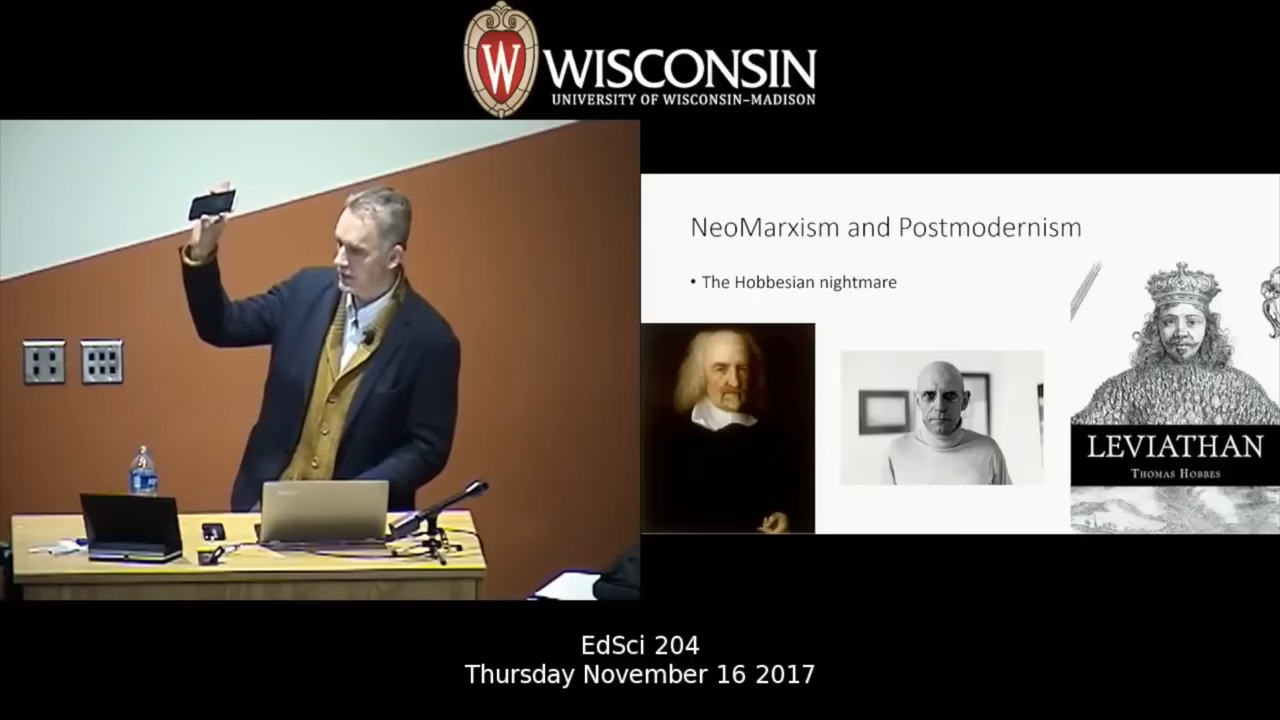 W
WISCONSIN
UNIVERSITY OF WISCONSIN–MADISON
NeoMarxism and Postmodernism
• The Hobbesian nightmare
LEVIATHAN
THOMAS HOBBES
EdSci 204
Thursday November 16 2017